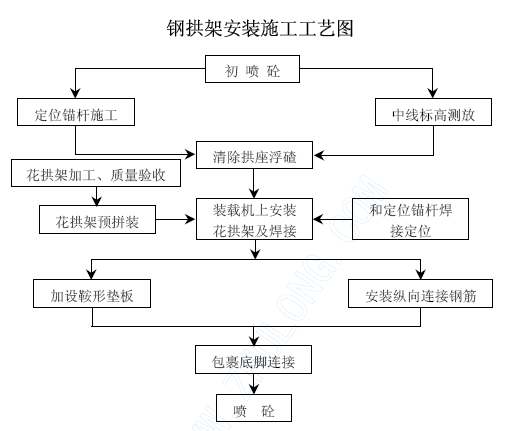 钢拱架安装施工工艺图
初 喷 砼
定位锚杆施工
中线标高测放
清除拱座浮碴
花拱架加工、质量验收
花拱架预拼装
装载机上安装
花拱架及焊接
和定位锚杆焊
接定位
加设鞍形垫板
安装纵向连接钢筋
包裹底脚连接
喷 砼